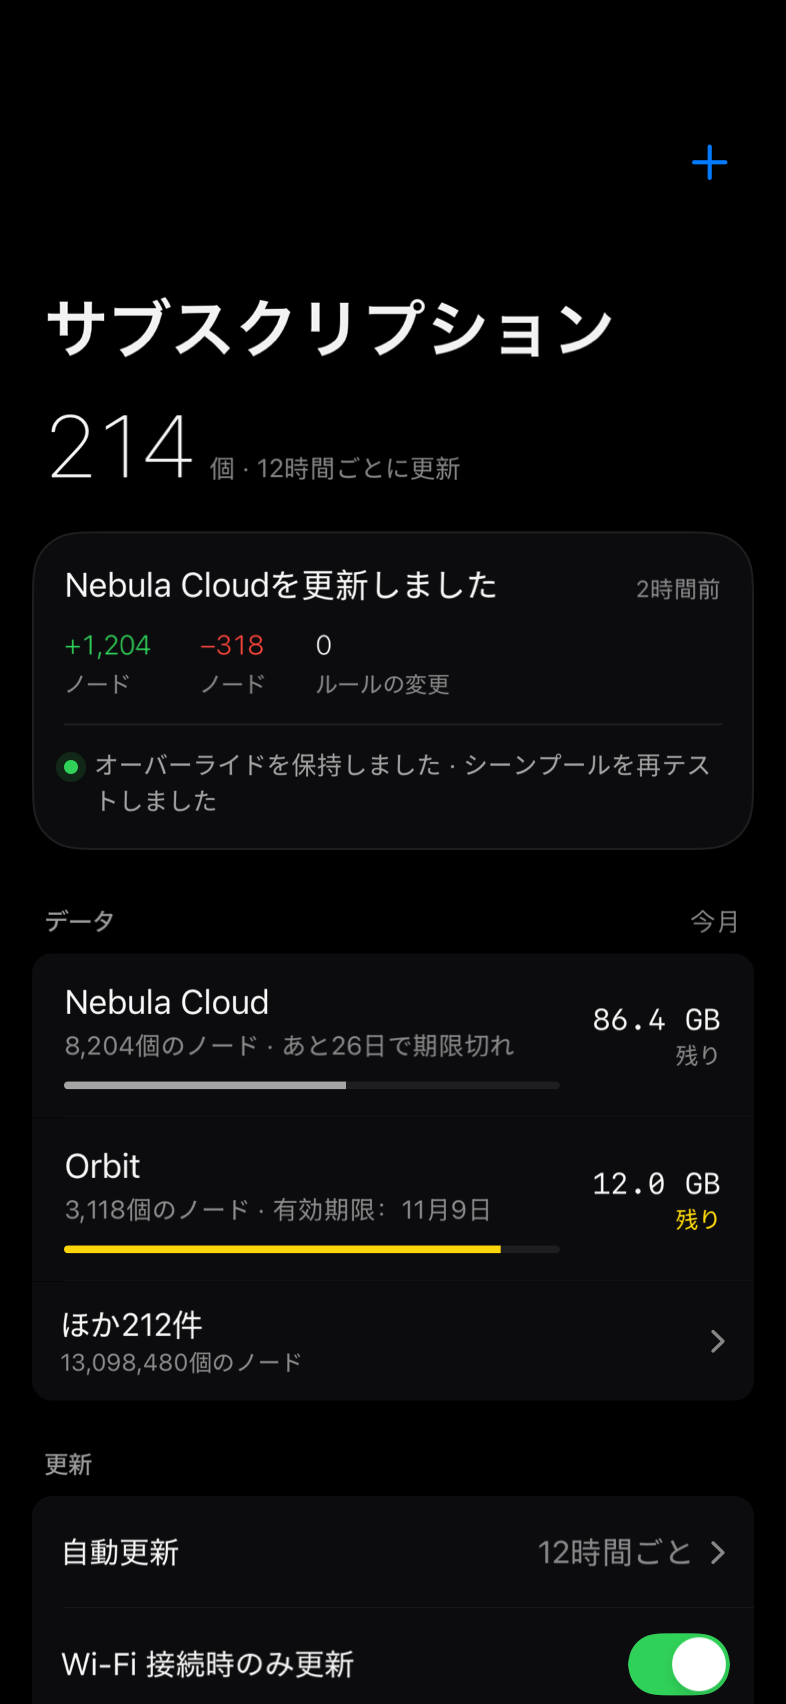 サブスクリプション
214 個 · 12時間ごとに更新
Nebula Cloudを更新しました 2時間前
+1,204 −318 0
ノード ノード ルールの変更
オーバーライドを保持しました · シーンプールを再テス
トしました
データ 今月
Nebula Cloud
86.4 GB
8,204個のノード · あと26日で期限切れ
残り
Orbit
12.0 GB
3,118個のノード · 有効期限：11月9日
残り
ほか212件
13,098,480個のノード
更新
自動更新 12時間ごと
Wi-Fi 接続時のみ更新